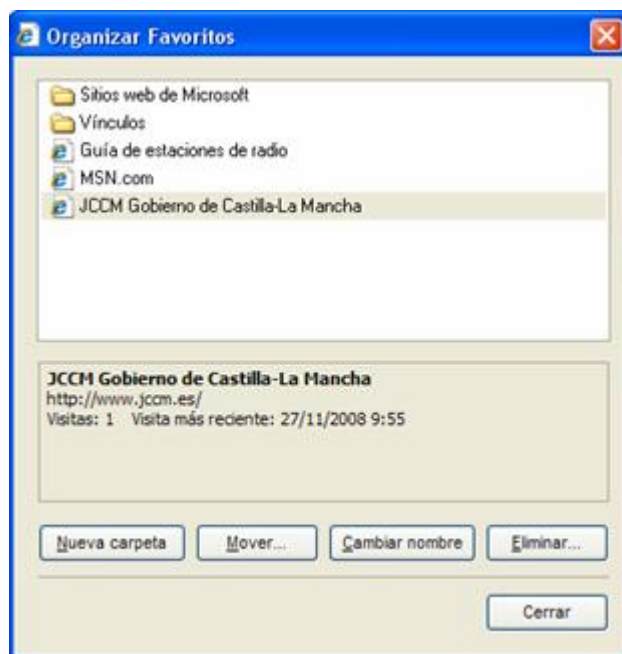 Organizar Favoritos
Sitios web de Microsoft
Vínculos
Guía de estaciones de radio
MSN.com
JCCM Gobierno de Castilla-La Mancha
JCCM Gobierno de Castilla-La Mancha
http://www.jccm.es/
Visitas: 1 Visita más reciente: 27/11/2008 9:55
Nueva carpeta Mover... Cambiar nombre Eliminar...
Cerrar